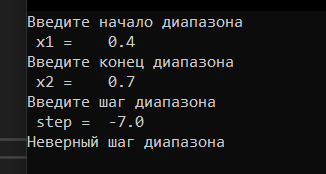 Введите начало диапазона
x1 =    0.4
Введите конец диапазона
x2 =    0.7
Введите шаг диапазона
step =  -7.0
Неверный шаг диапазона